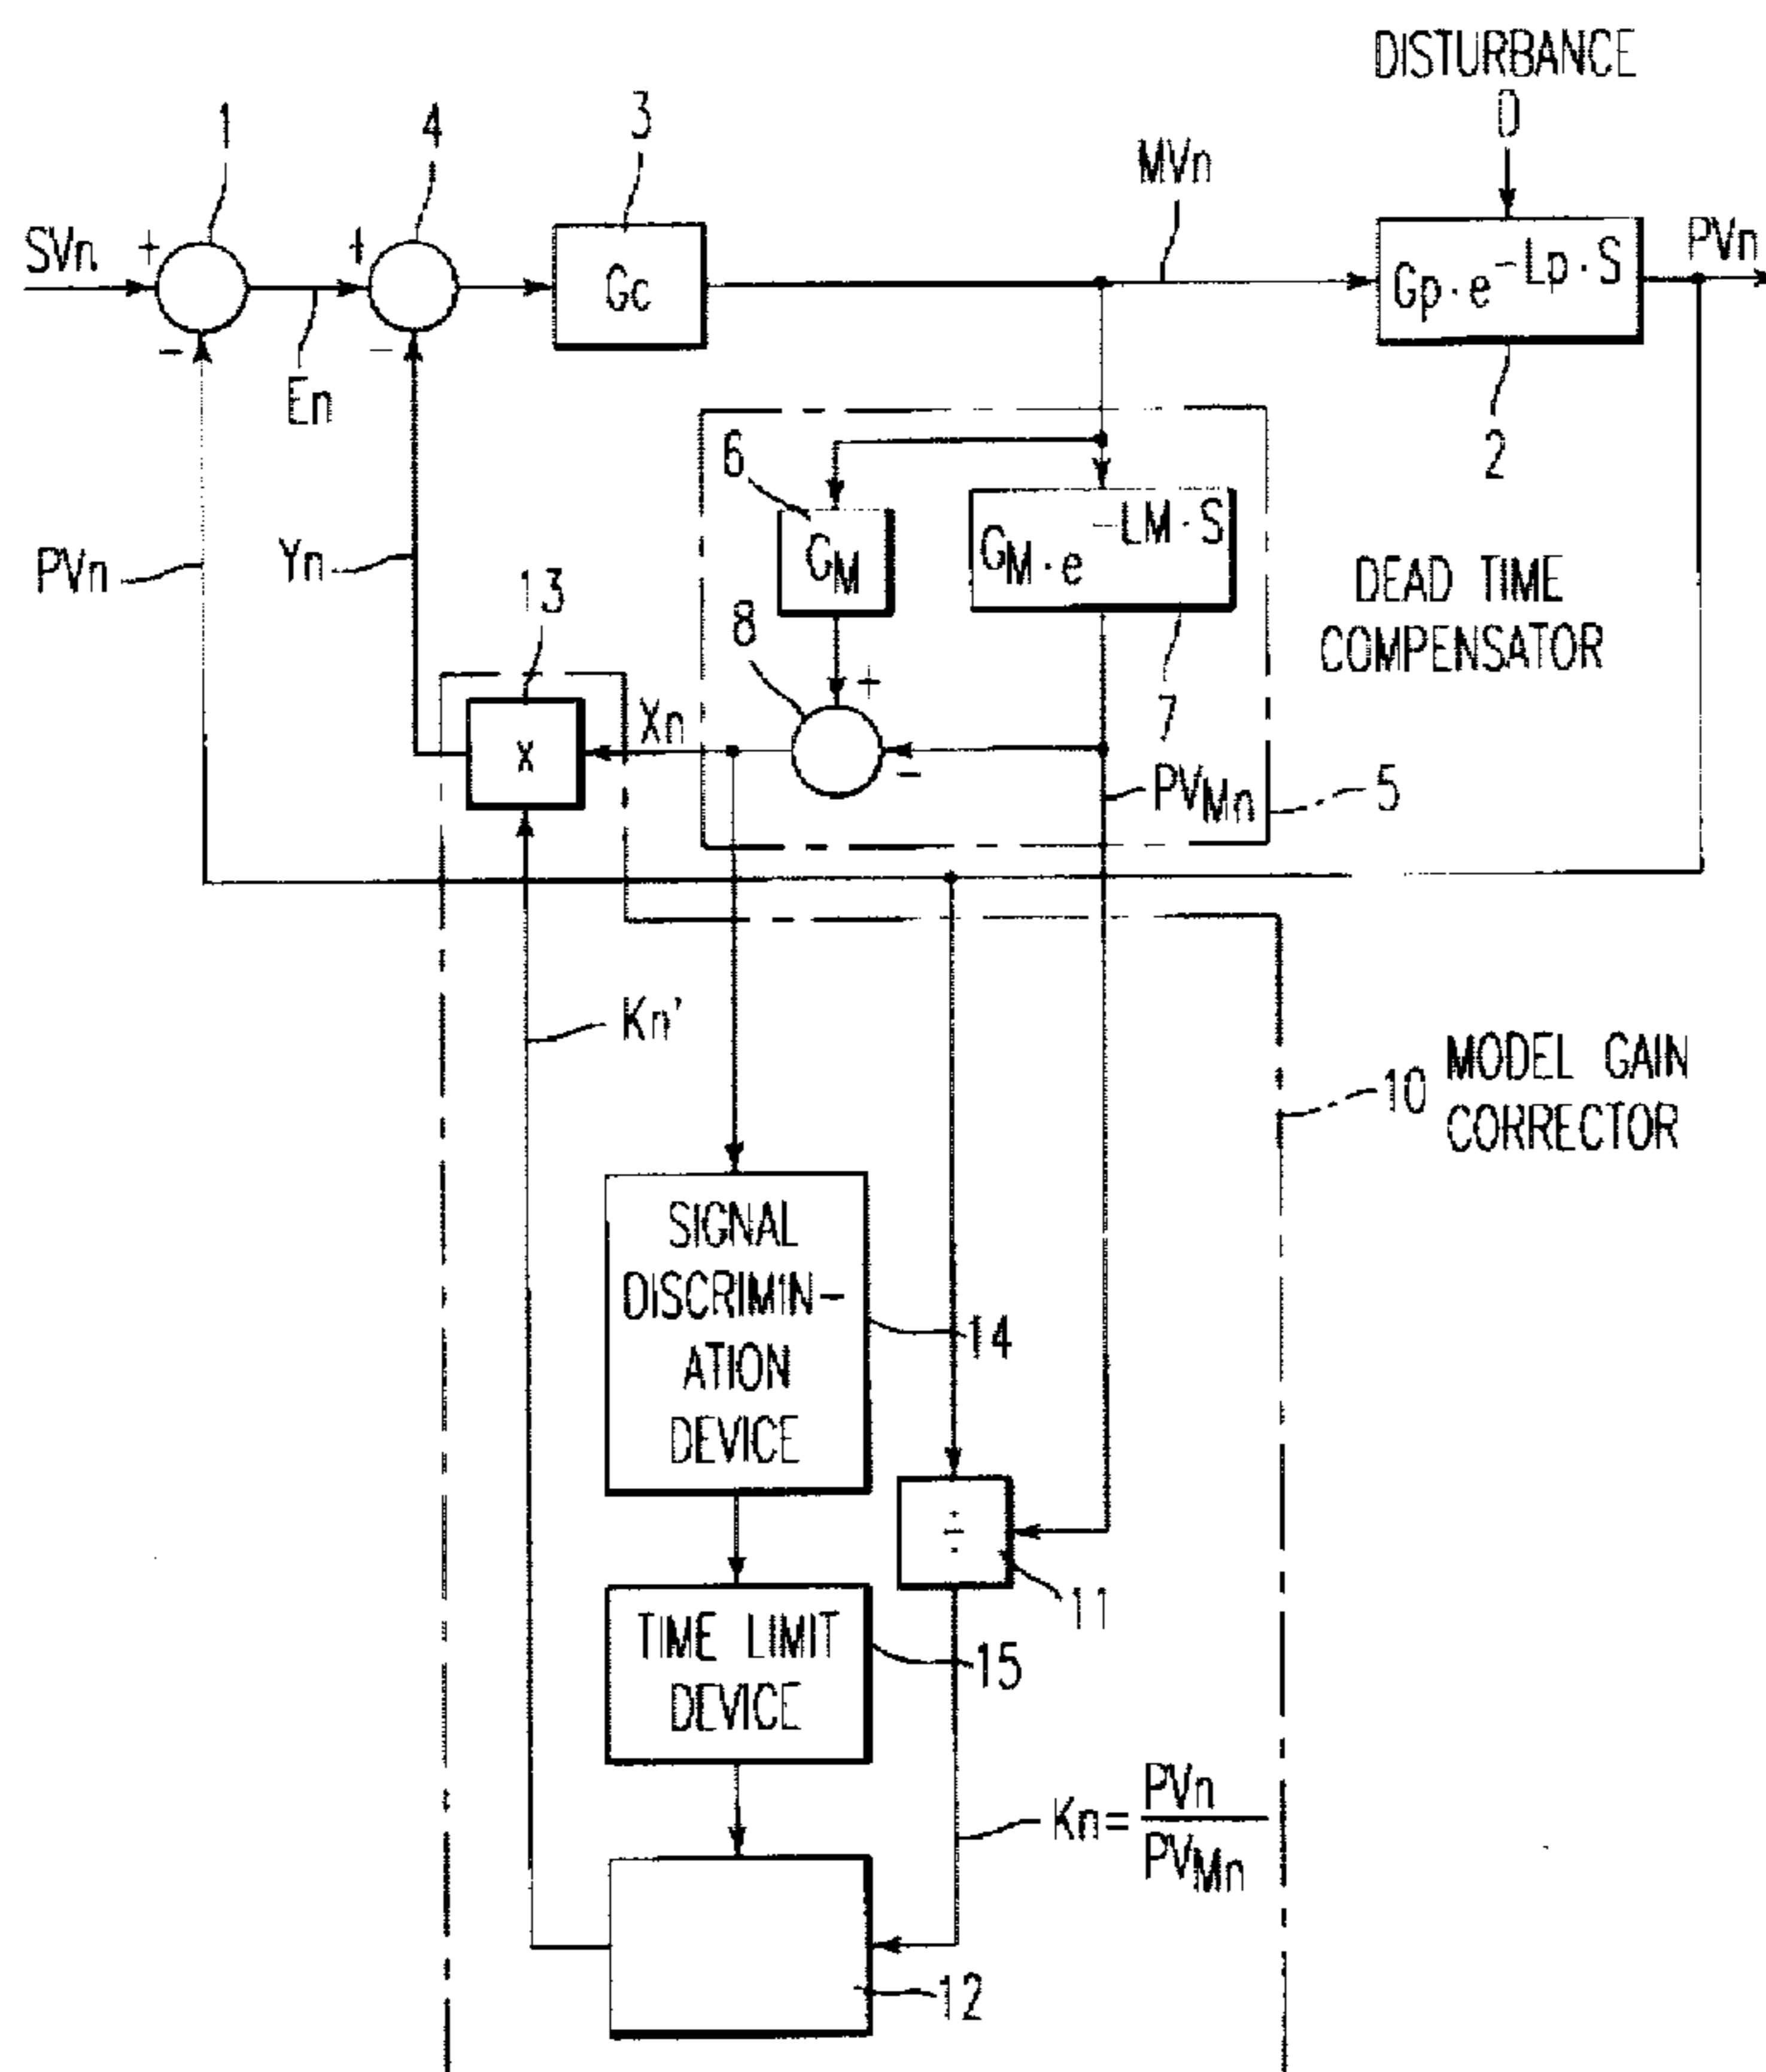 DISTURBANCE
D
1
4
3
MVn
SVn
+
+
Gc
Gp·e^-Lp·S
PVn
-
-
En
2
6
GM
GM·e^-LM·S
PVn
Yn
13
8
+
7
DEAD TIME
COMPENSATOR
X
Xn
-
PVMn
5
Kn'
10
MODEL GAIN
CORRECTOR
SIGNAL
DISCRIMIN-
ATION
DEVICE
14
÷
11
TIME LIMIT
DEVICE
15
Kn=PVn/PVMn
12